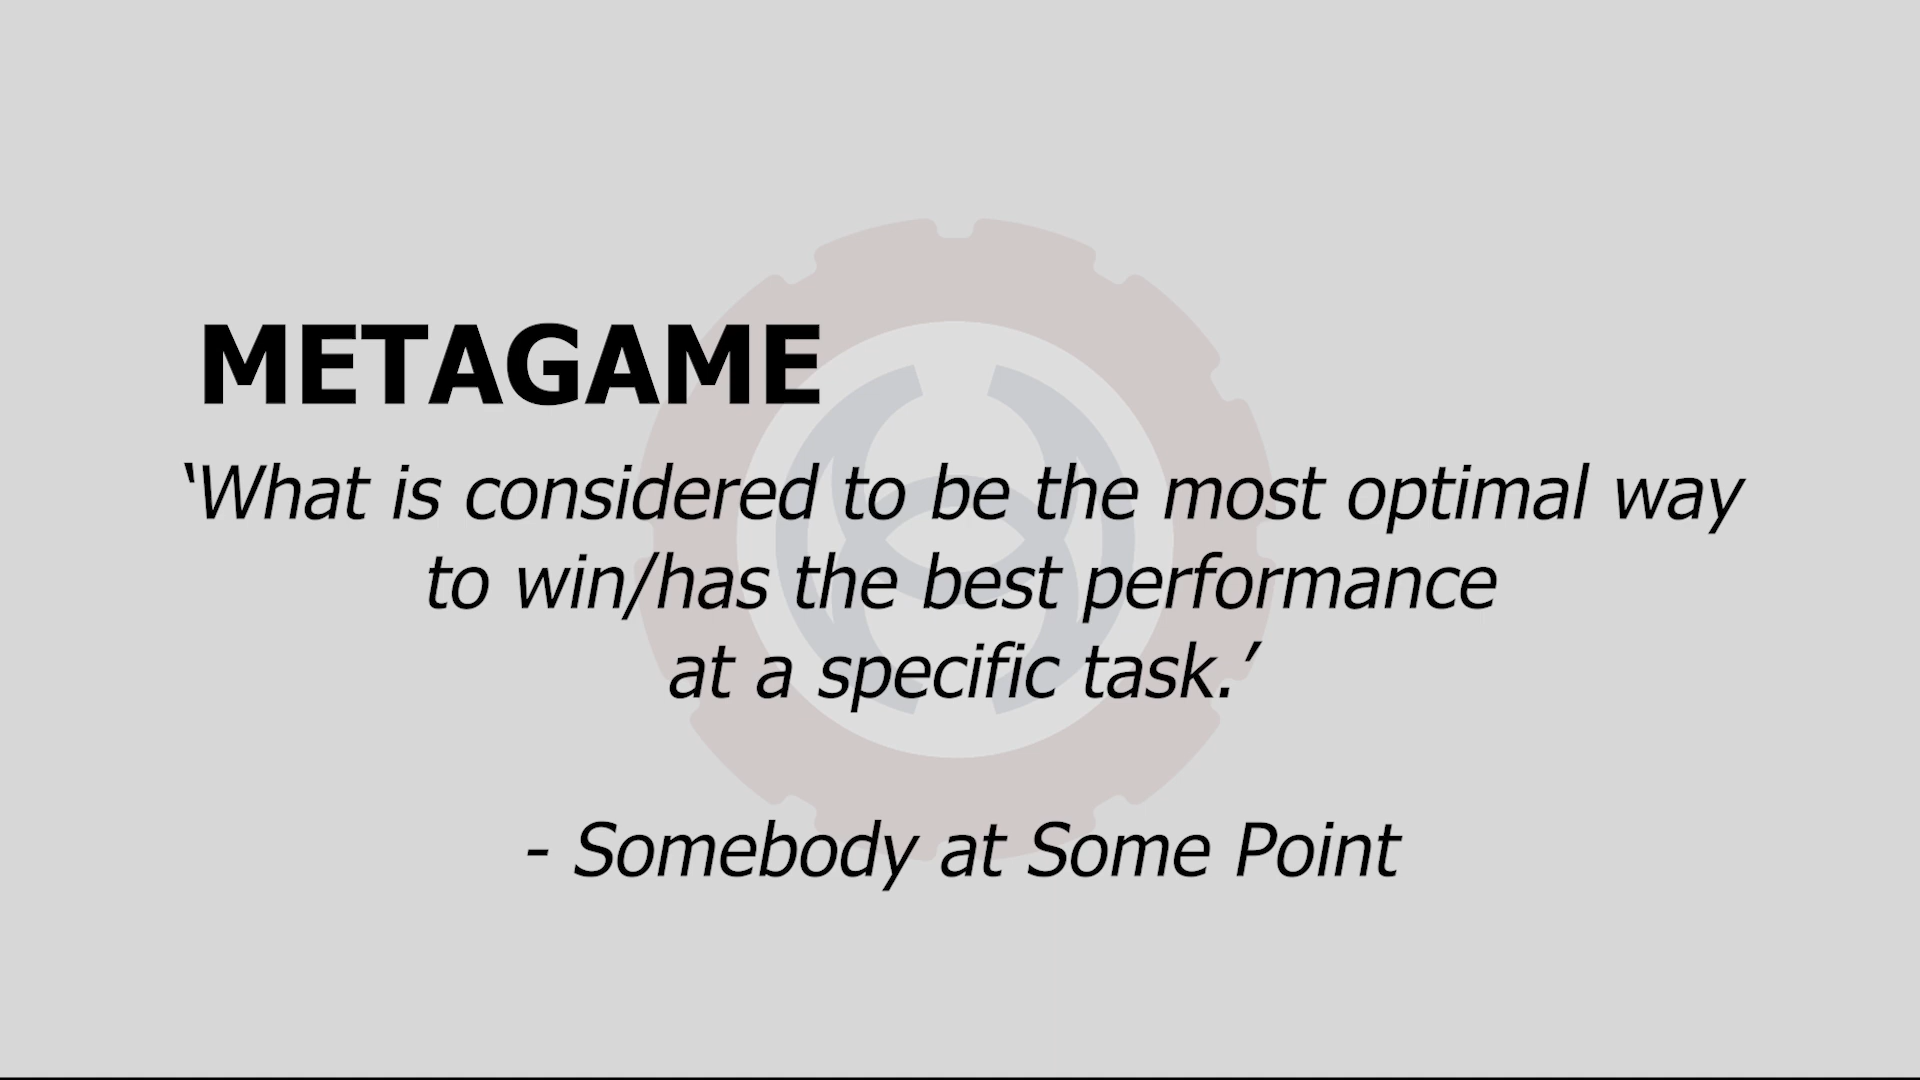 METAGAME
‘What is considered to be the most optimal way
to win/has the best performance
at a specific task.’
- Somebody at Some Point